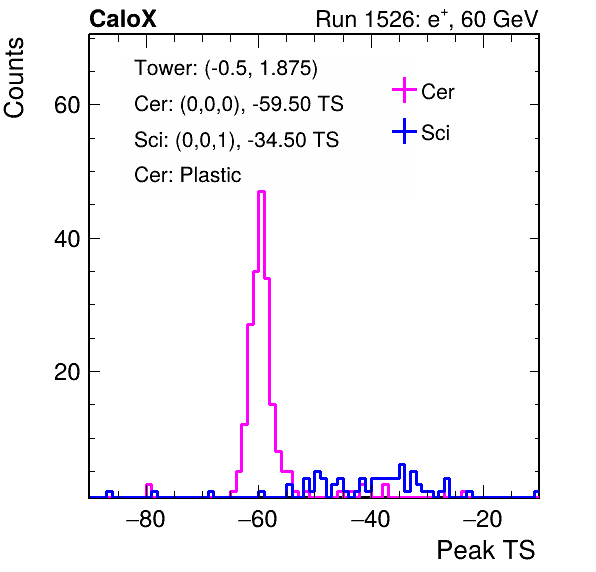 CaloX Run 1526: e⁺, 60 GeV
Counts
Tower: (-0.5, 1.875)
Cer: (0,0,0), -59.50 TS
Sci: (0,0,1), -34.50 TS
Cer: Plastic
Cer
Sci
60
40
20
−80 −60 −40 −20
Peak TS